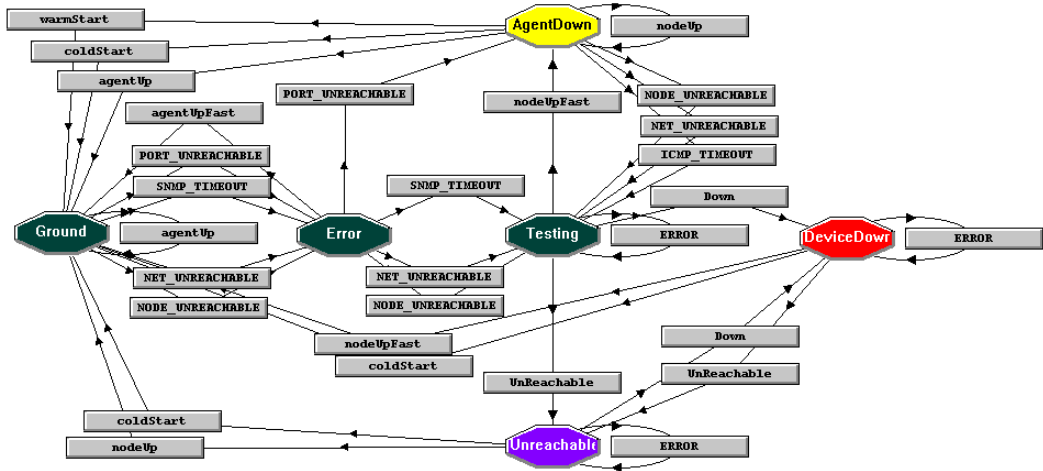 warmStart
AgentDown
nodeUp
coldStart
agentUp
PORT_UNREACHABLE
nodeUpFast
NODE_UNREACHABLE
agentUpFast
NET_UNREACHABLE
PORT_UNREACHABLE
ICMP_TIMEOUT
SNMP_TIMEOUT
SNMP_TIMEOUT
Down
Ground
agentUp
Error
Testing
ERROR
DeviceDown
ERROR
NET_UNREACHABLE
NET_UNREACHABLE
NODE_UNREACHABLE
NODE_UNREACHABLE
nodeUpFast
Down
coldStart
UnReachable
UnReachable
coldStart
nodeUp
Unreachable
ERROR